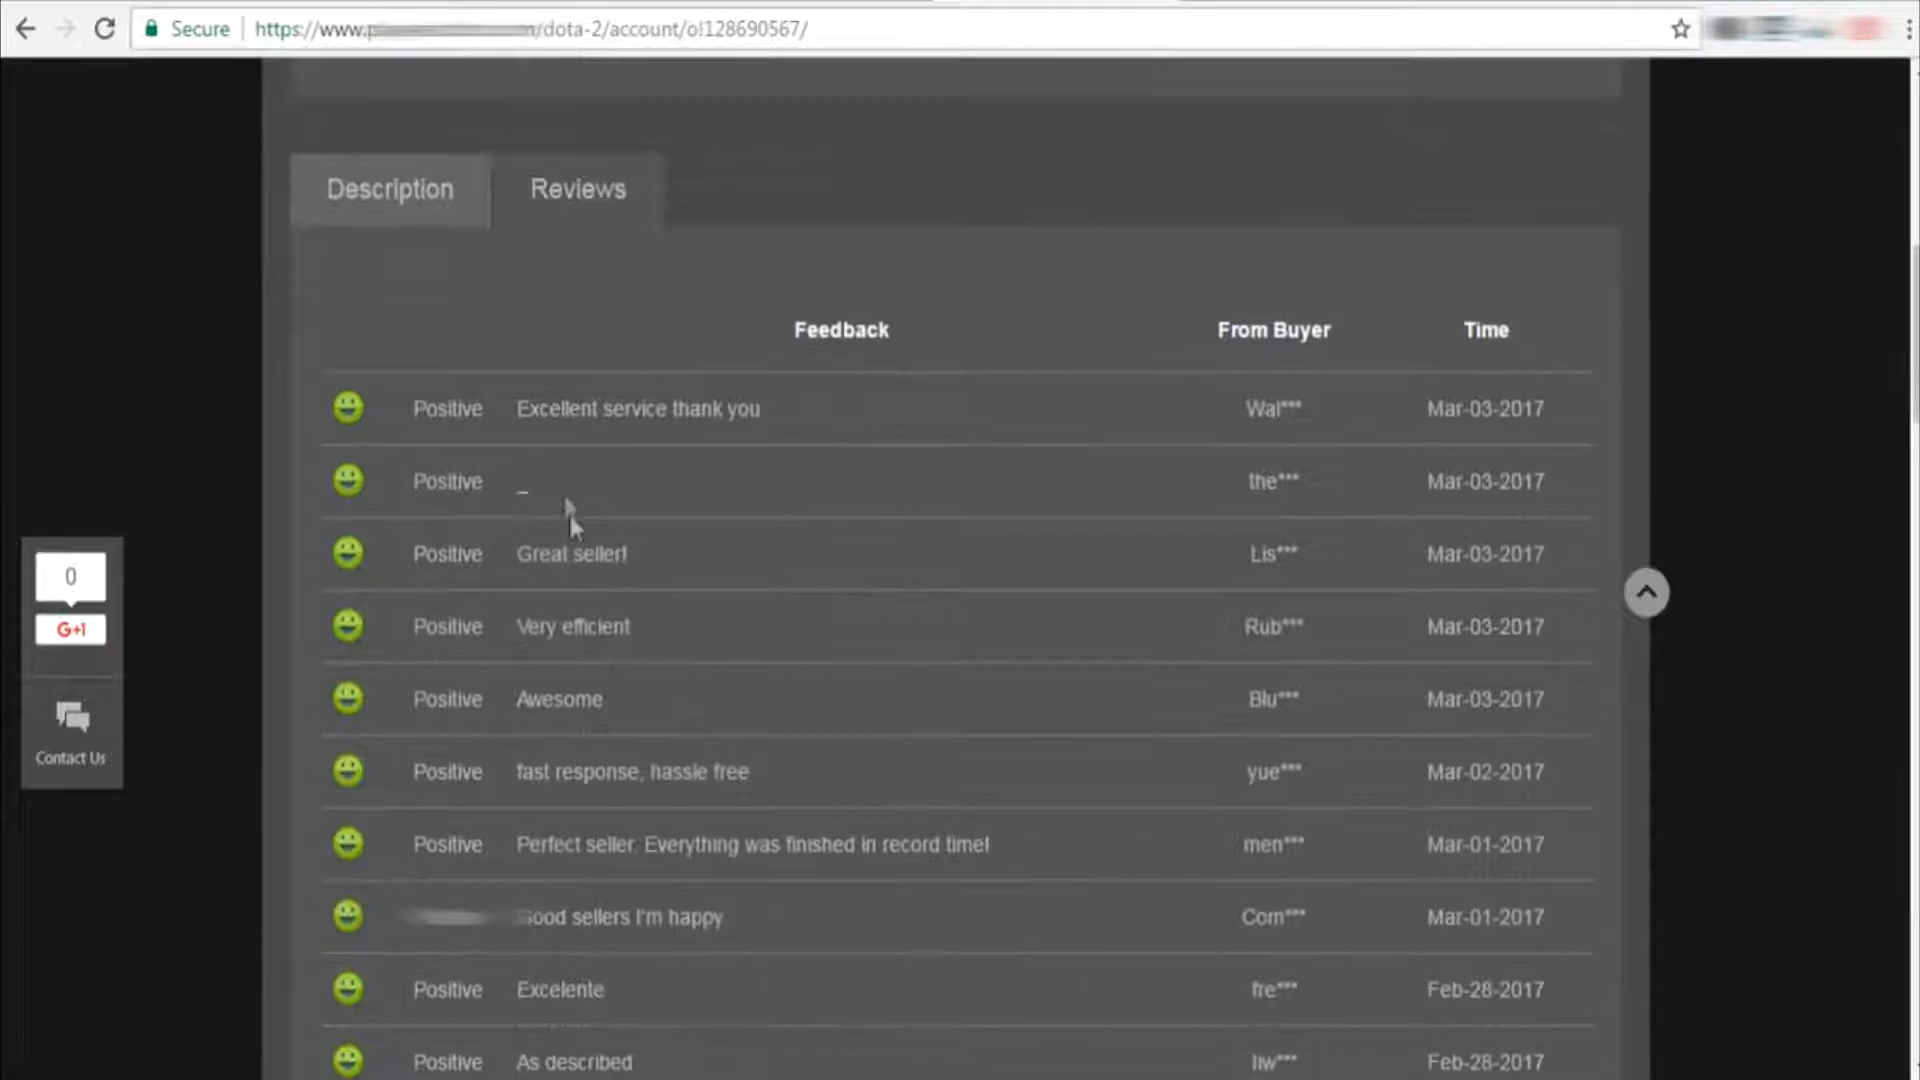 Secure https://www.p /dota-2/account/ol128690567/
Description Reviews
Feedback From Buyer Time
Positive Excellent service thank you Wal*** Mar-03-2017
Positive _ the*** Mar-03-2017
Positive Great seller! Lis*** Mar-03-2017
Positive Very efficient Rub*** Mar-03-2017
Positive Awesome Blu*** Mar-03-2017
Positive fast response, hassle free yue*** Mar-02-2017
Positive Perfect seller. Everything was finished in record time! men*** Mar-01-2017
Good sellers I'm happy Com*** Mar-01-2017
Positive Excelente fre*** Feb-28-2017
Positive As described liw*** Feb-28-2017
0
G+1
Contact Us